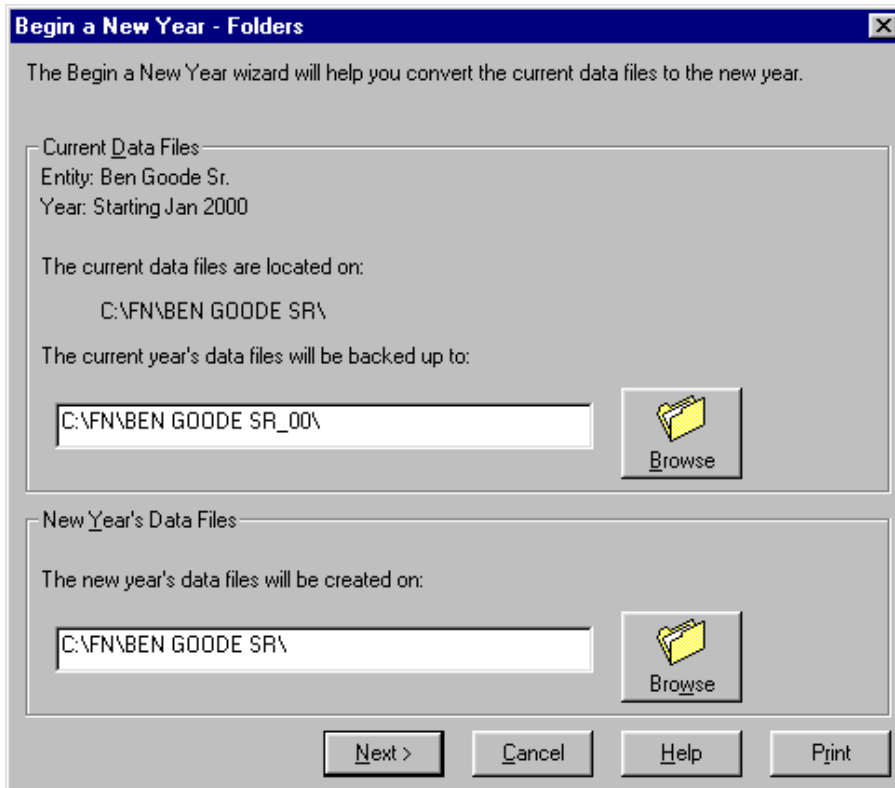 Begin a New Year - Folders
The Begin a New Year wizard will help you convert the current data files to the new year.
Current Data Files
Entity: Ben Goode Sr.
Year: Starting Jan 2000
The current data files are located on:
C:\FN\BEN GOODE SR\
The current year's data files will be backed up to:
C:\FN\BEN GOODE SR_00\
Browse
New Year's Data Files
The new year's data files will be created on:
C:\FN\BEN GOODE SR\
Browse
Next >
Cancel
Help
Print